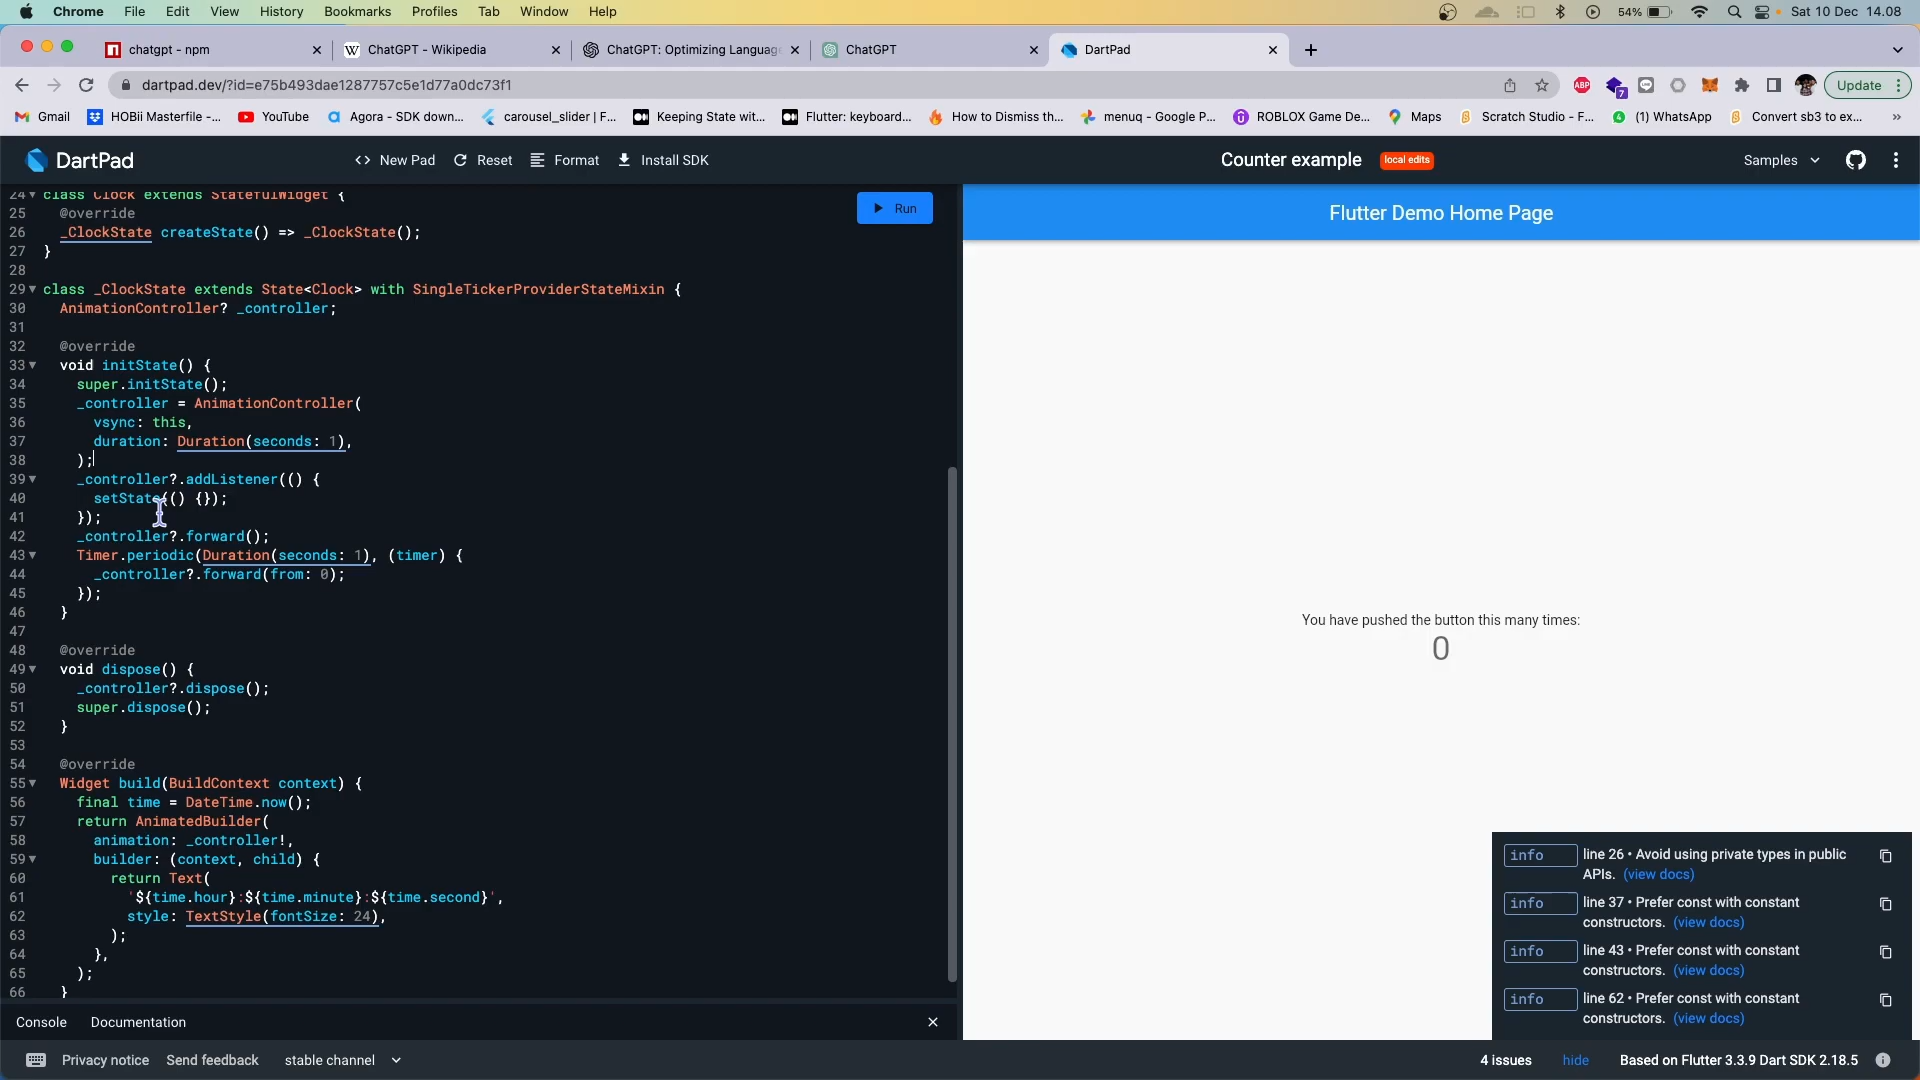 Chrome File Edit View History Bookmarks Profiles Tab Window Help 54% Sat 10 Dec 14.08
chatgpt - npm ChatGPT - Wikipedia ChatGPT: Optimizing Language ChatGPT DartPad
dartpad.dev/?id=e75b493dae1287757c5e1d77a0dc73f1 ABP 7 Update
Gmail HOBii Masterfile -... YouTube Agora - SDK down... carousel_slider | F... Keeping State wit... Flutter: keyboard... How to Dismiss th... menuq - Google P... ROBLOX Game De... Maps Scratch Studio - F... (1) WhatsApp Convert sb3 to ex... »
DartPad <> New Pad Reset Format Install SDK Counter example local edits Samples
24 class Clock extends StatefulWidget {
25 @override
26 _ClockState createState() => _ClockState();
27 }
28
29 class _ClockState extends State<Clock> with SingleTickerProviderStateMixin {
30 AnimationController? _controller;
31
32 @override
33 void initState() {
34 super.initState();
35 _controller = AnimationController(
36 vsync: this,
37 duration: Duration(seconds: 1),
38 );
39 _controller?.addListener(() {
40 setState(() {});
41 });
42 _controller?.forward();
43 Timer.periodic(Duration(seconds: 1), (timer) {
44 _controller?.forward(from: 0);
45 });
46 }
47
48 @override
49 void dispose() {
50 _controller?.dispose();
51 super.dispose();
52 }
53
54 @override
55 Widget build(BuildContext context) {
56 final time = DateTime.now();
57 return AnimatedBuilder(
58 animation: _controller!,
59 builder: (context, child) {
60 return Text(
61 '${time.hour}:${time.minute}:${time.second}',
62 style: TextStyle(fontSize: 24),
63 );
64 },
65 );
66 }
Run
Flutter Demo Home Page
You have pushed the button this many times:
0
info line 26 • Avoid using private types in public
APIs. (view docs)
info line 37 • Prefer const with constant
constructors. (view docs)
info line 43 • Prefer const with constant
constructors. (view docs)
info line 62 • Prefer const with constant
constructors. (view docs)
Console Documentation
Privacy notice Send feedback stable channel 4 issues hide Based on Flutter 3.3.9 Dart SDK 2.18.5